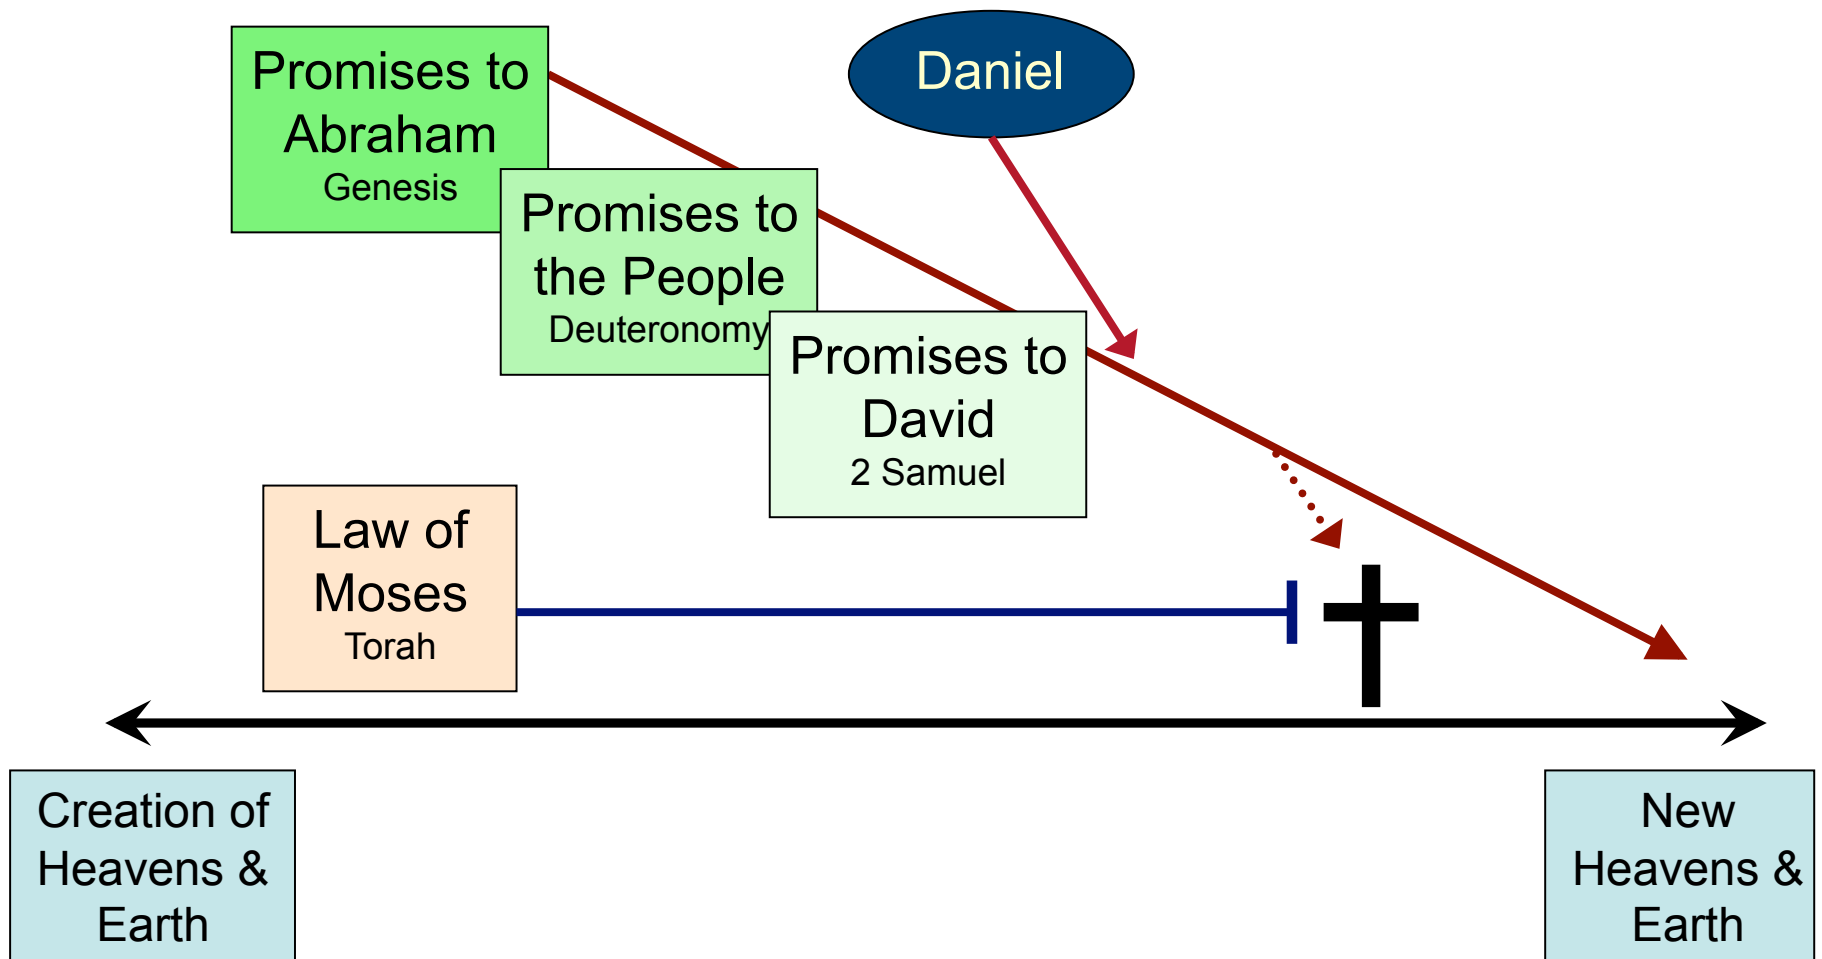 Promises to
Abraham
Genesis
Daniel
Promises to
the People
Deuteronomy
Promises to
David
2 Samuel
Law of
Moses
Torah
Creation of
Heavens &
Earth
New
Heavens &
Earth